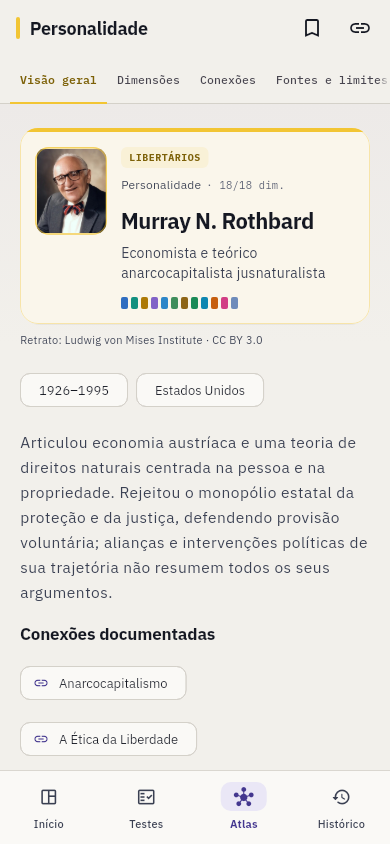 Personalidade
Visão geral
Dimensões
Conexões
Fontes e limites
LIBERTÁRIOS
Personalidade · 18/18 dim.
Murray N. Rothbard
Economista e teórico
anarcocapitalista jusnaturalista
Retrato: Ludwig von Mises Institute · CC BY 3.0
1926–1995
Estados Unidos
Articulou economia austríaca e uma teoria de
direitos naturais centrada na pessoa e na
propriedade. Rejeitou o monopólio estatal da
proteção e da justiça, defendendo provisão
voluntária; alianças e intervenções políticas de
sua trajetória não resumem todos os seus
argumentos.
Conexões documentadas
Anarcocapitalismo
A Ética da Liberdade
Início
Testes
Atlas
Histórico